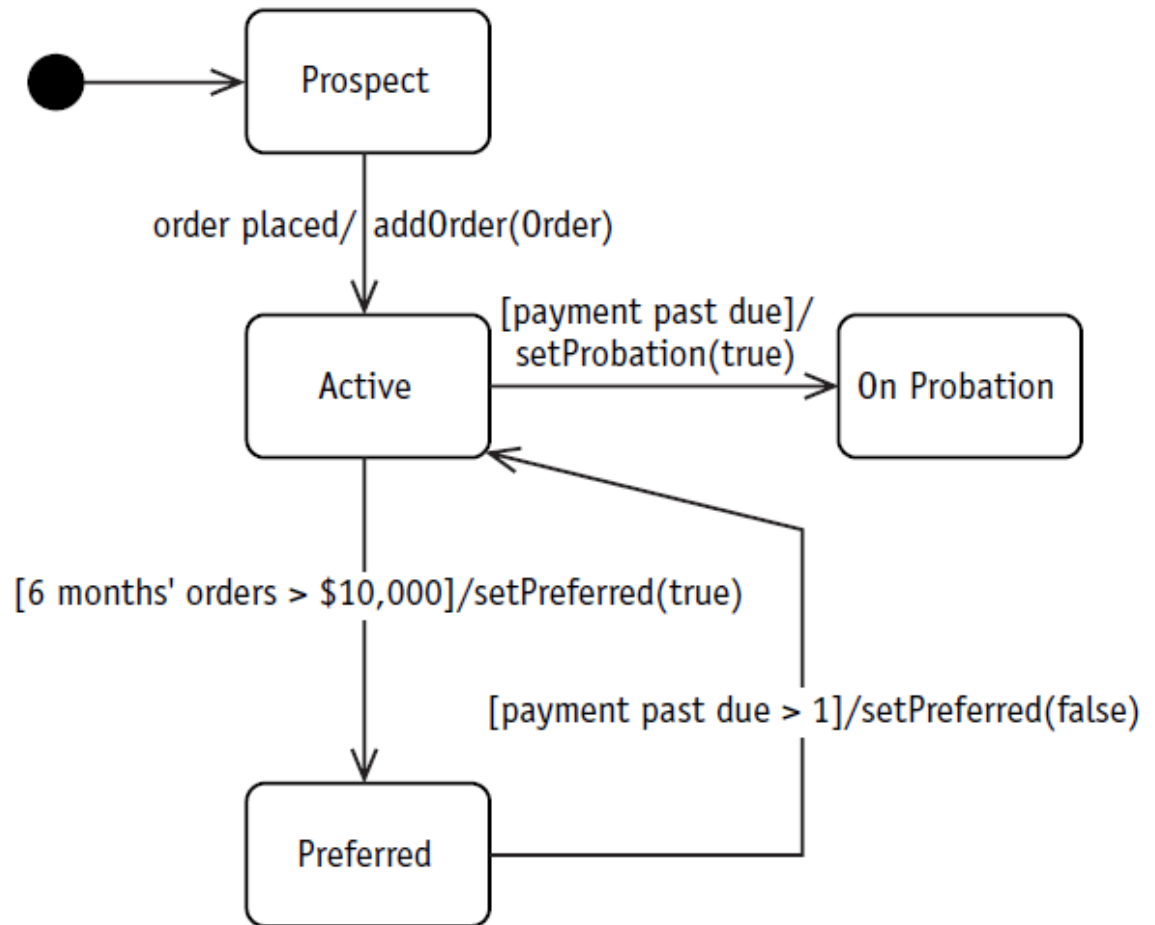 Prospect
order placed/ addOrder(Order)
[payment past due]/
setProbation(true)
Active
On Probation
[6 months' orders > $10,000]/setPreferred(true)
[payment past due > 1]/setPreferred(false)
Preferred